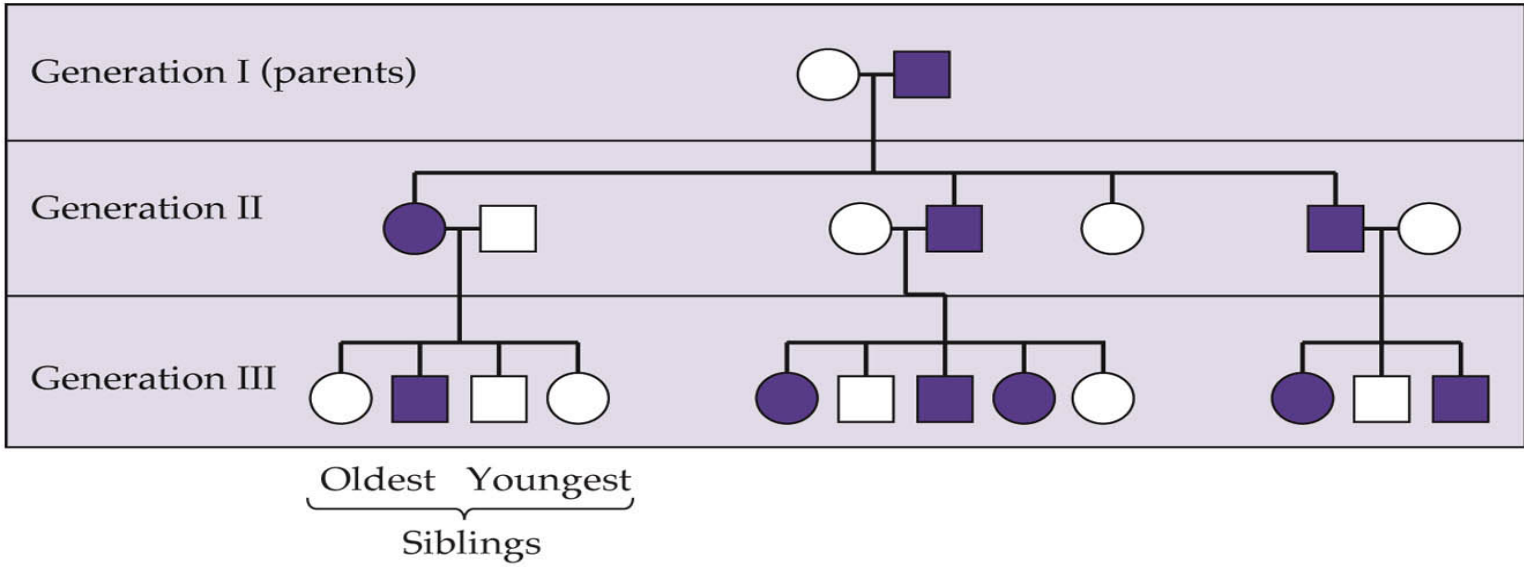 Generation I (parents)
Generation II
Generation III
Oldest Youngest
Siblings